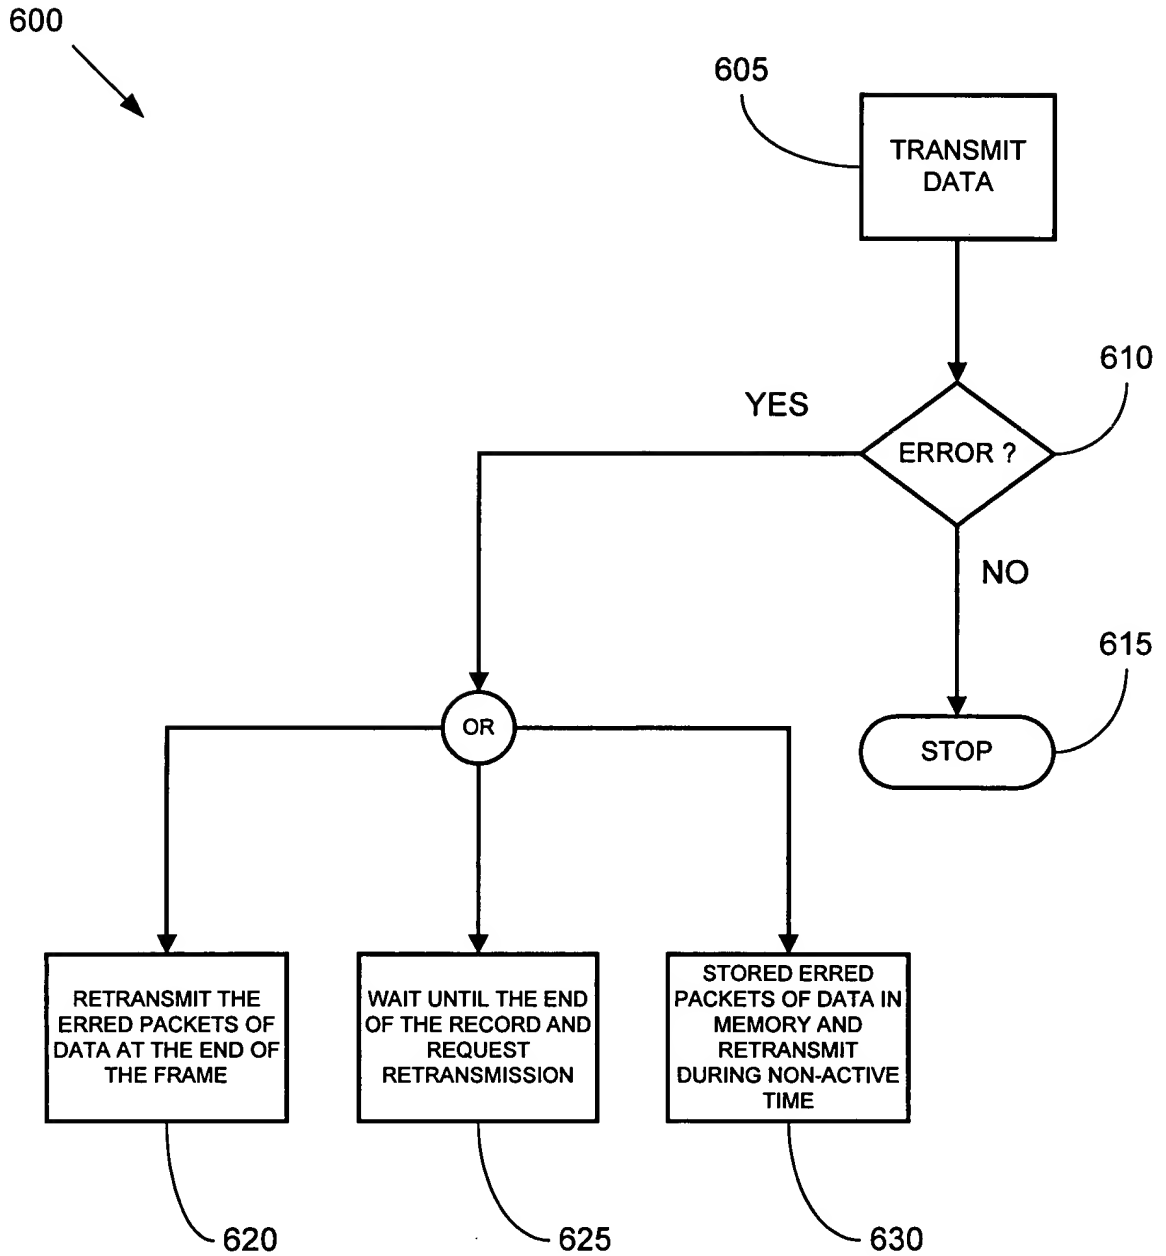 600
605
TRANSMIT
DATA
610
YES
ERROR ?
NO
615
OR
STOP
RETRANSMIT THE
ERRED PACKETS OF
DATA AT THE END OF
THE FRAME
WAIT UNTIL THE END
OF THE RECORD AND
REQUEST
RETRANSMISSION
STORED ERRED
PACKETS OF DATA IN
MEMORY AND
RETRANSMIT
DURING NON-ACTIVE
TIME
620
625
630